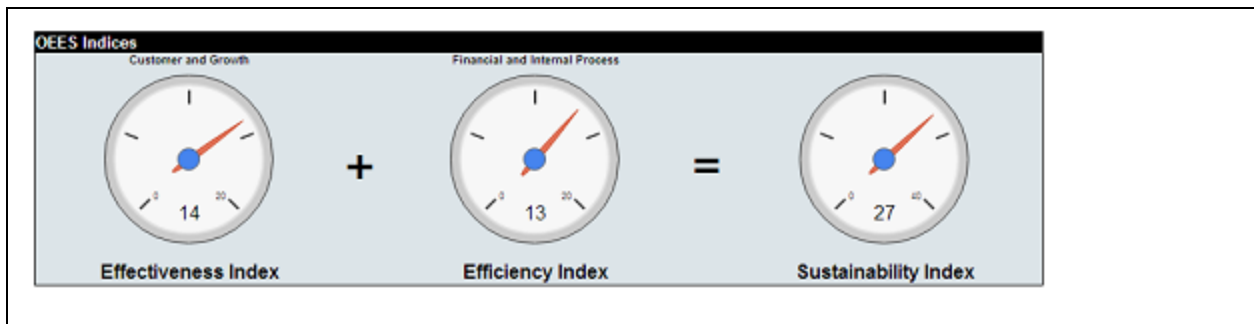 OEES Indices
Customer and Growth
Financial and Internal Process
0 20
14
+
0 20
13
=
0 40
27
Effectiveness Index
Efficiency Index
Sustainability Index